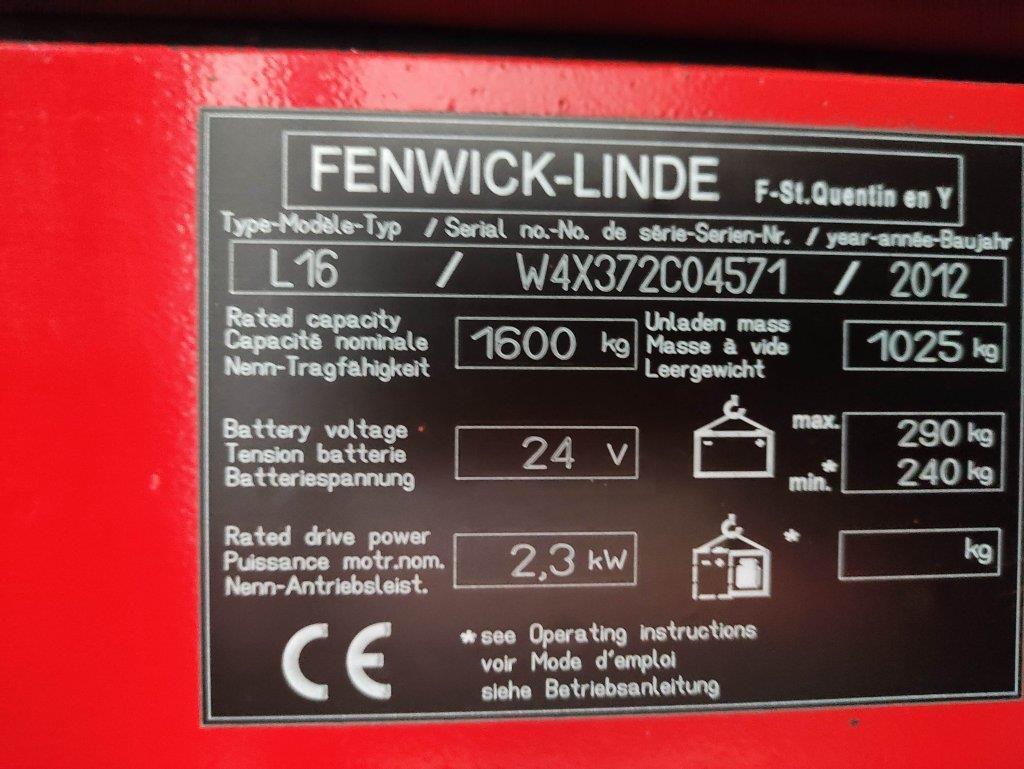 FENWICK-LINDE F-St.Quentin en Y
Type-Modèle-Typ / Serial no.-No. de série-Serien-Nr. / year-année-Baujahr
L16 / W4X372C04571 / 2012
Rated capacity
Capacité nominale
Nenn-Tragfähigkeit
1600 kg
Unladen mass
Masse à vide
Leergewicht
1025 kg
Battery voltage
Tension batterie
Batteriespannung
24 V
max. 290 kg
min.* 240 kg
Rated drive power
Puissance motr.nom.
Nenn-Antriebsleist.
2,3 kW
* kg
CE
*see Operating instructions
voir Mode d'emploi
siehe Betriebsanleitung